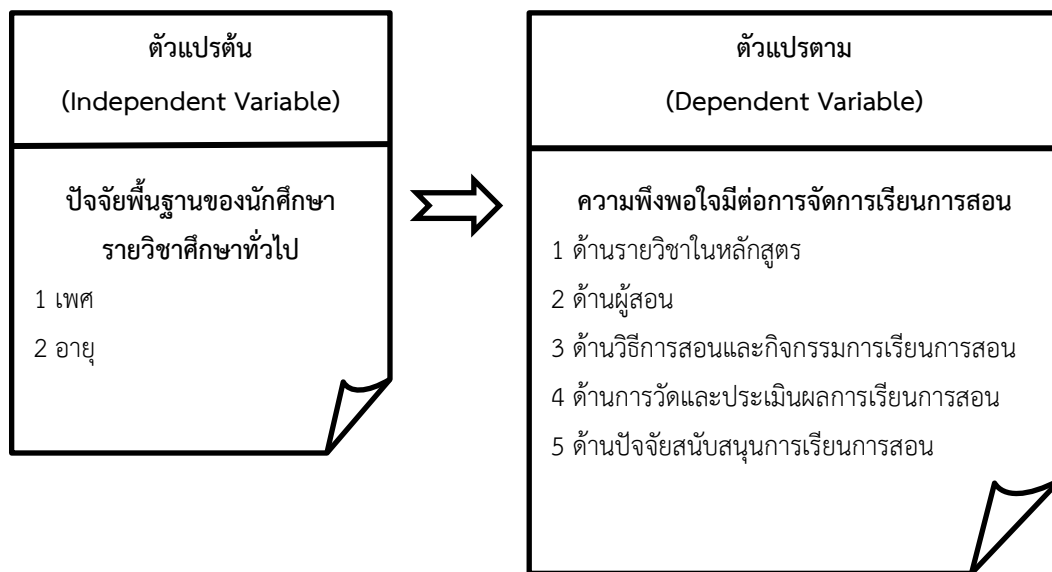 ตัวแปรต้น
(Independent Variable)
ปัจจัยพื้นฐานของนักศึกษา
รายวิชาศึกษาทั่วไป
1 เพศ
2 อายุ
ตัวแปรตาม
(Dependent Variable)
ความพึงพอใจมีต่อการจัดการเรียนการสอน
1 ด้านรายวิชาในหลักสูตร
2 ด้านผู้สอน
3 ด้านวิธีการสอนและกิจกรรมการเรียนการสอน
4 ด้านการวัดและประเมินผลการเรียนการสอน
5 ด้านปัจจัยสนับสนุนการเรียนการสอน